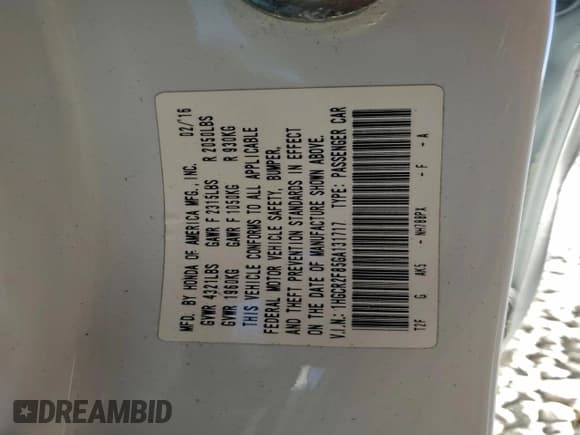 MFD. BY HONDA OF AMERICA MFG., INC. 02/16
GVWR 4321LBS GAWR F 2315LBS R 2050LBS
GVWR 1960KG GAWR F 1050KG R 930KG
THIS VEHICLE CONFORMS TO ALL APPLICABLE
FEDERAL MOTOR VEHICLE SAFETY, BUMPER,
AND THEFT PREVENTION STANDARDS IN EFFECT
ON THE DATE OF MANUFACTURE SHOWN ABOVE.
V.I.N.: 1HGCR2F85GA131717 TYPE: PASSENGER CAR
T2F G AK5 - NH788PX - F - A
DREAMBID